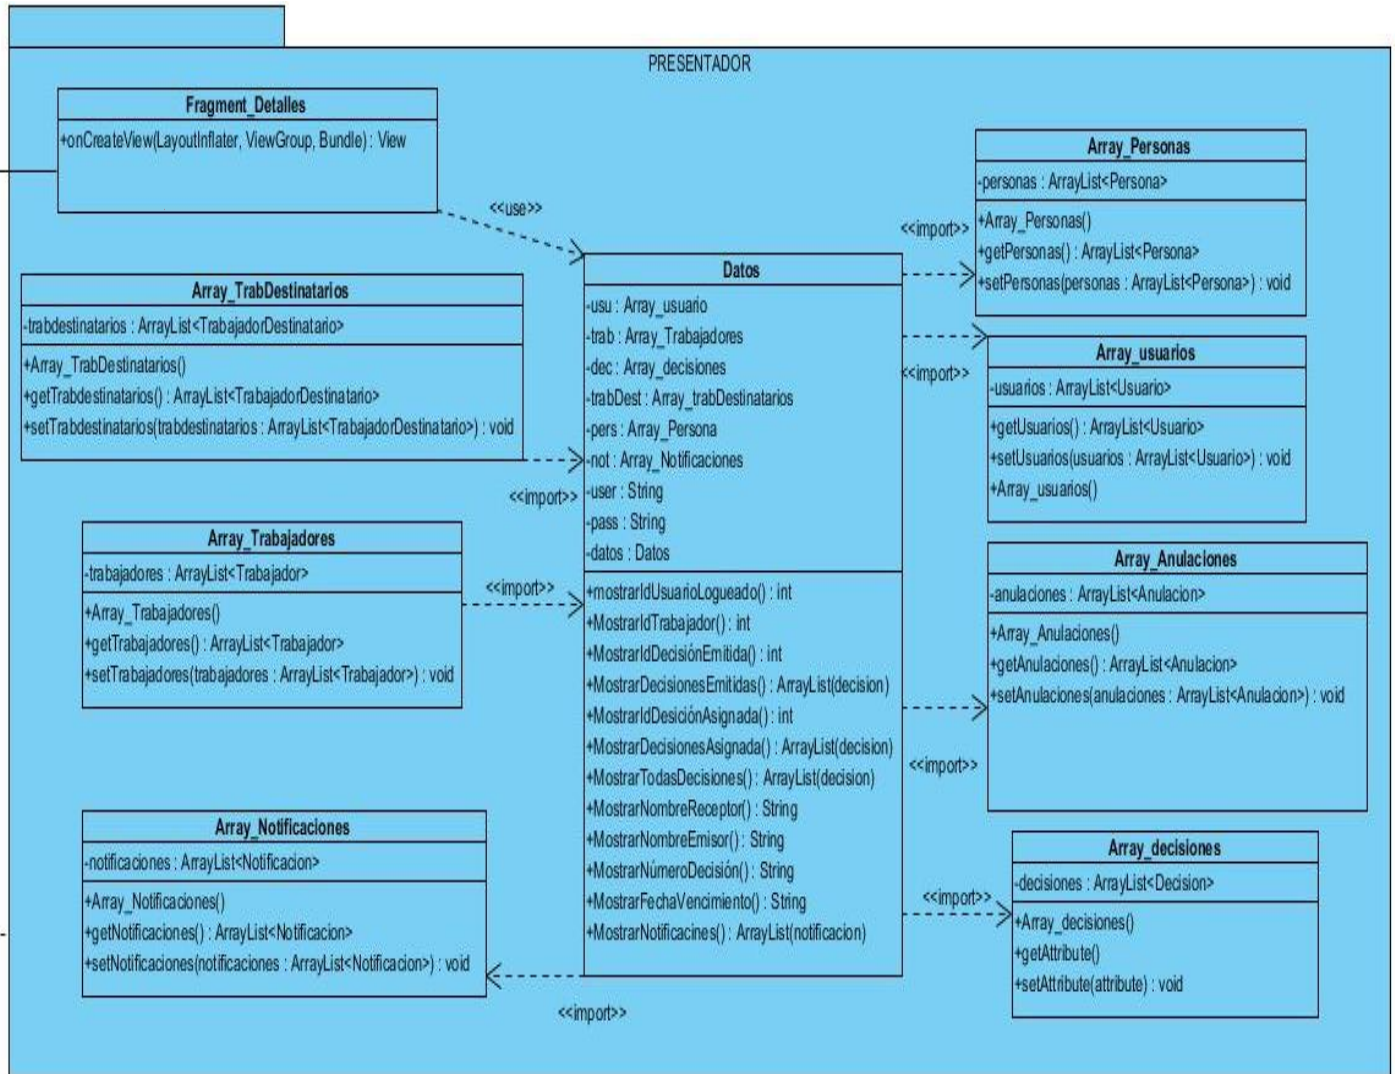 PRESENTADOR
Fragment_Detalles
+onCreateView(LayoutInflater, ViewGroup, Bundle) : View
<<use>>
Array_TrabDestinatarios
-trabdestinatarios : ArrayList<TrabajadorDestinatario>
+Array_TrabDestinatarios()
+getTrabdestinatarios() : ArrayList<TrabajadorDestinatario>
+setTrabdestinatarios(trabdestinatarios : ArrayList<TrabajadorDestinatario>) : void
<<import>>
Array_Trabajadores
-trabajadores : ArrayList<Trabajador>
+Array_Trabajadores()
+getTrabajadores() : ArrayList<Trabajador>
+setTrabajadores(trabajadores : ArrayList<Trabajador>) : void
<<import>>
Array_Notificaciones
-notificaciones : ArrayList<Notificacion>
+Array_Notificaciones()
+getNotificaciones() : ArrayList<Notificacion>
+setNotificaciones(notificaciones : ArrayList<Notificacion>) : void
<<import>>
Datos
-usu : Array_usuario
-trab : Array_Trabajadores
-dec : Array_decisiones
-trabDest : Array_trabDestinatarios
-pers : Array_Persona
-not : Array_Notificaciones
-user : String
-pass : String
-datos : Datos
+mostrarIdUsuarioLogueado() : int
+MostrarIdTrabajador() : int
+MostrarIdDecisiónEmitida() : int
+MostrarDecisionesEmitidas() : ArrayList(decision)
+MostrarIdDesiciónAsignada() : int
+MostrarDecisionesAsignada() : ArrayList(decision)
+MostrarTodasDecisiones() : ArrayList(decision)
+MostrarNombreReceptor() : String
+MostrarNombreEmisor() : String
+MostrarNúmeroDecisión() : String
+MostrarFechaVencimiento() : String
+MostrarNotificacines() : ArrayList(notificacion)
<<import>>
Array_Personas
-personas : ArrayList<Persona>
+Array_Personas()
+getPersonas() : ArrayList<Persona>
+setPersonas(personas : ArrayList<Persona>) : void
<<import>>
Array_usuarios
-usuarios : ArrayList<Usuario>
+getUsuarios() : ArrayList<Usuario>
+setUsuarios(usuarios : ArrayList<Usuario>) : void
+Array_usuarios()
Array_Anulaciones
-anulaciones : ArrayList<Anulacion>
+Array_Anulaciones()
+getAnulaciones() : ArrayList<Anulacion>
+setAnulaciones(anulaciones : ArrayList<Anulacion>) : void
<<import>>
Array_decisiones
-decisiones : ArrayList<Decision>
+Array_decisiones()
+getAttribute()
+setAttribute(attribute) : void
<<import>>